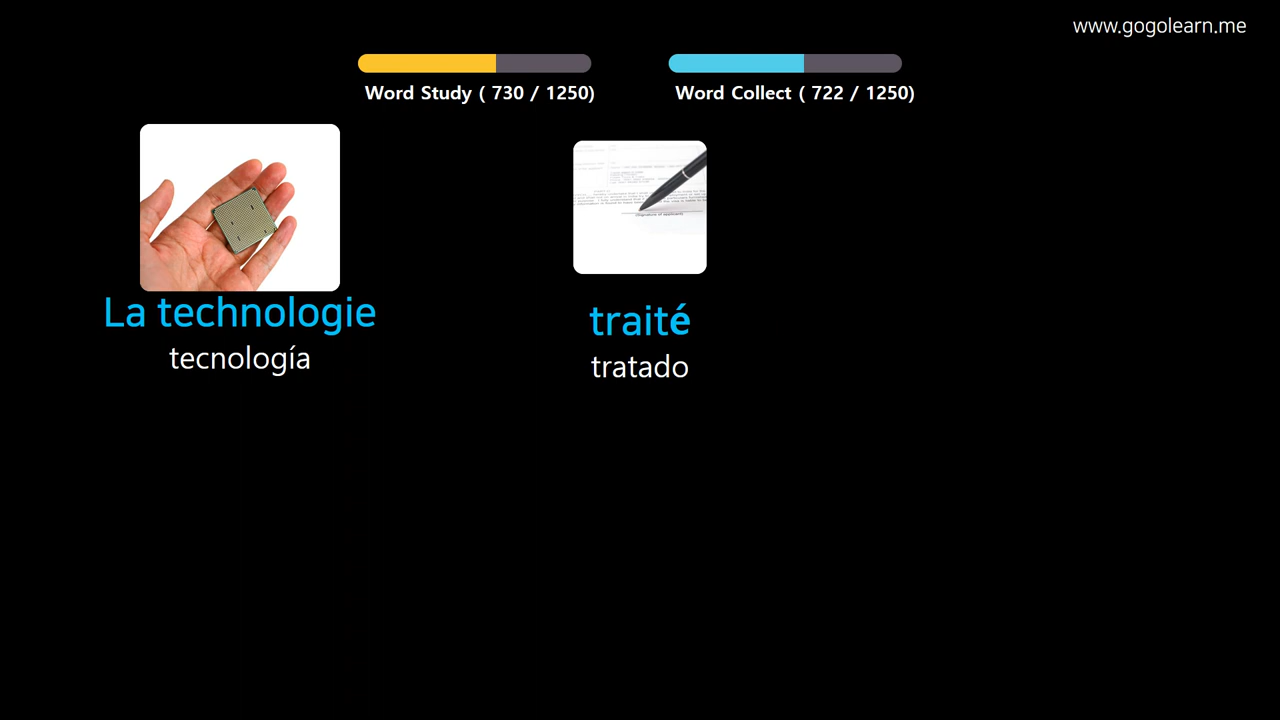 www.gogolearn.me
Word Study ( 730 / 1250)
Word Collect ( 722 / 1250)
La technologie
tecnología
traité
tratado